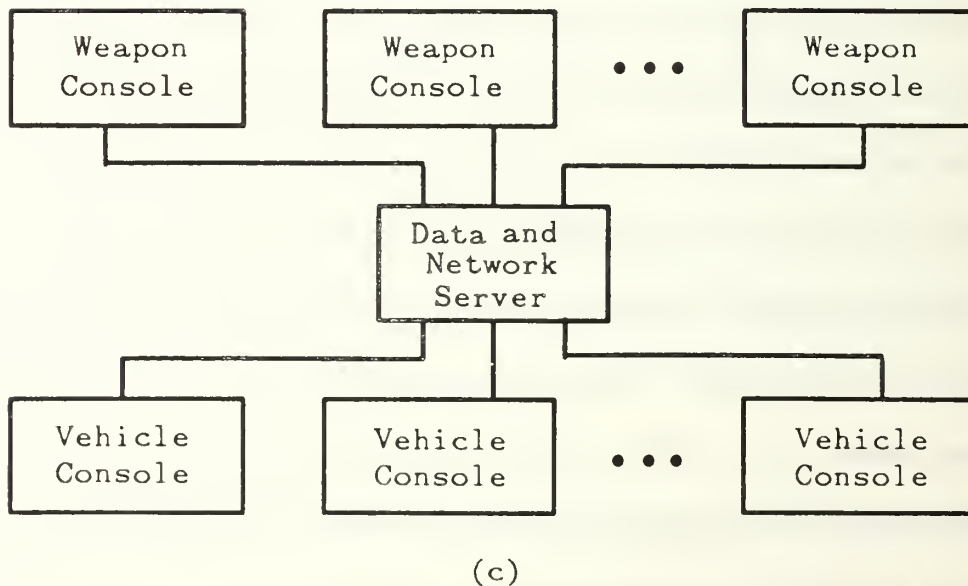 Weapon
Console
Weapon
Console
Weapon
Console
Data and
Network
Server
Vehicle
Console
Vehicle
Console
Vehicle
Console
(c)